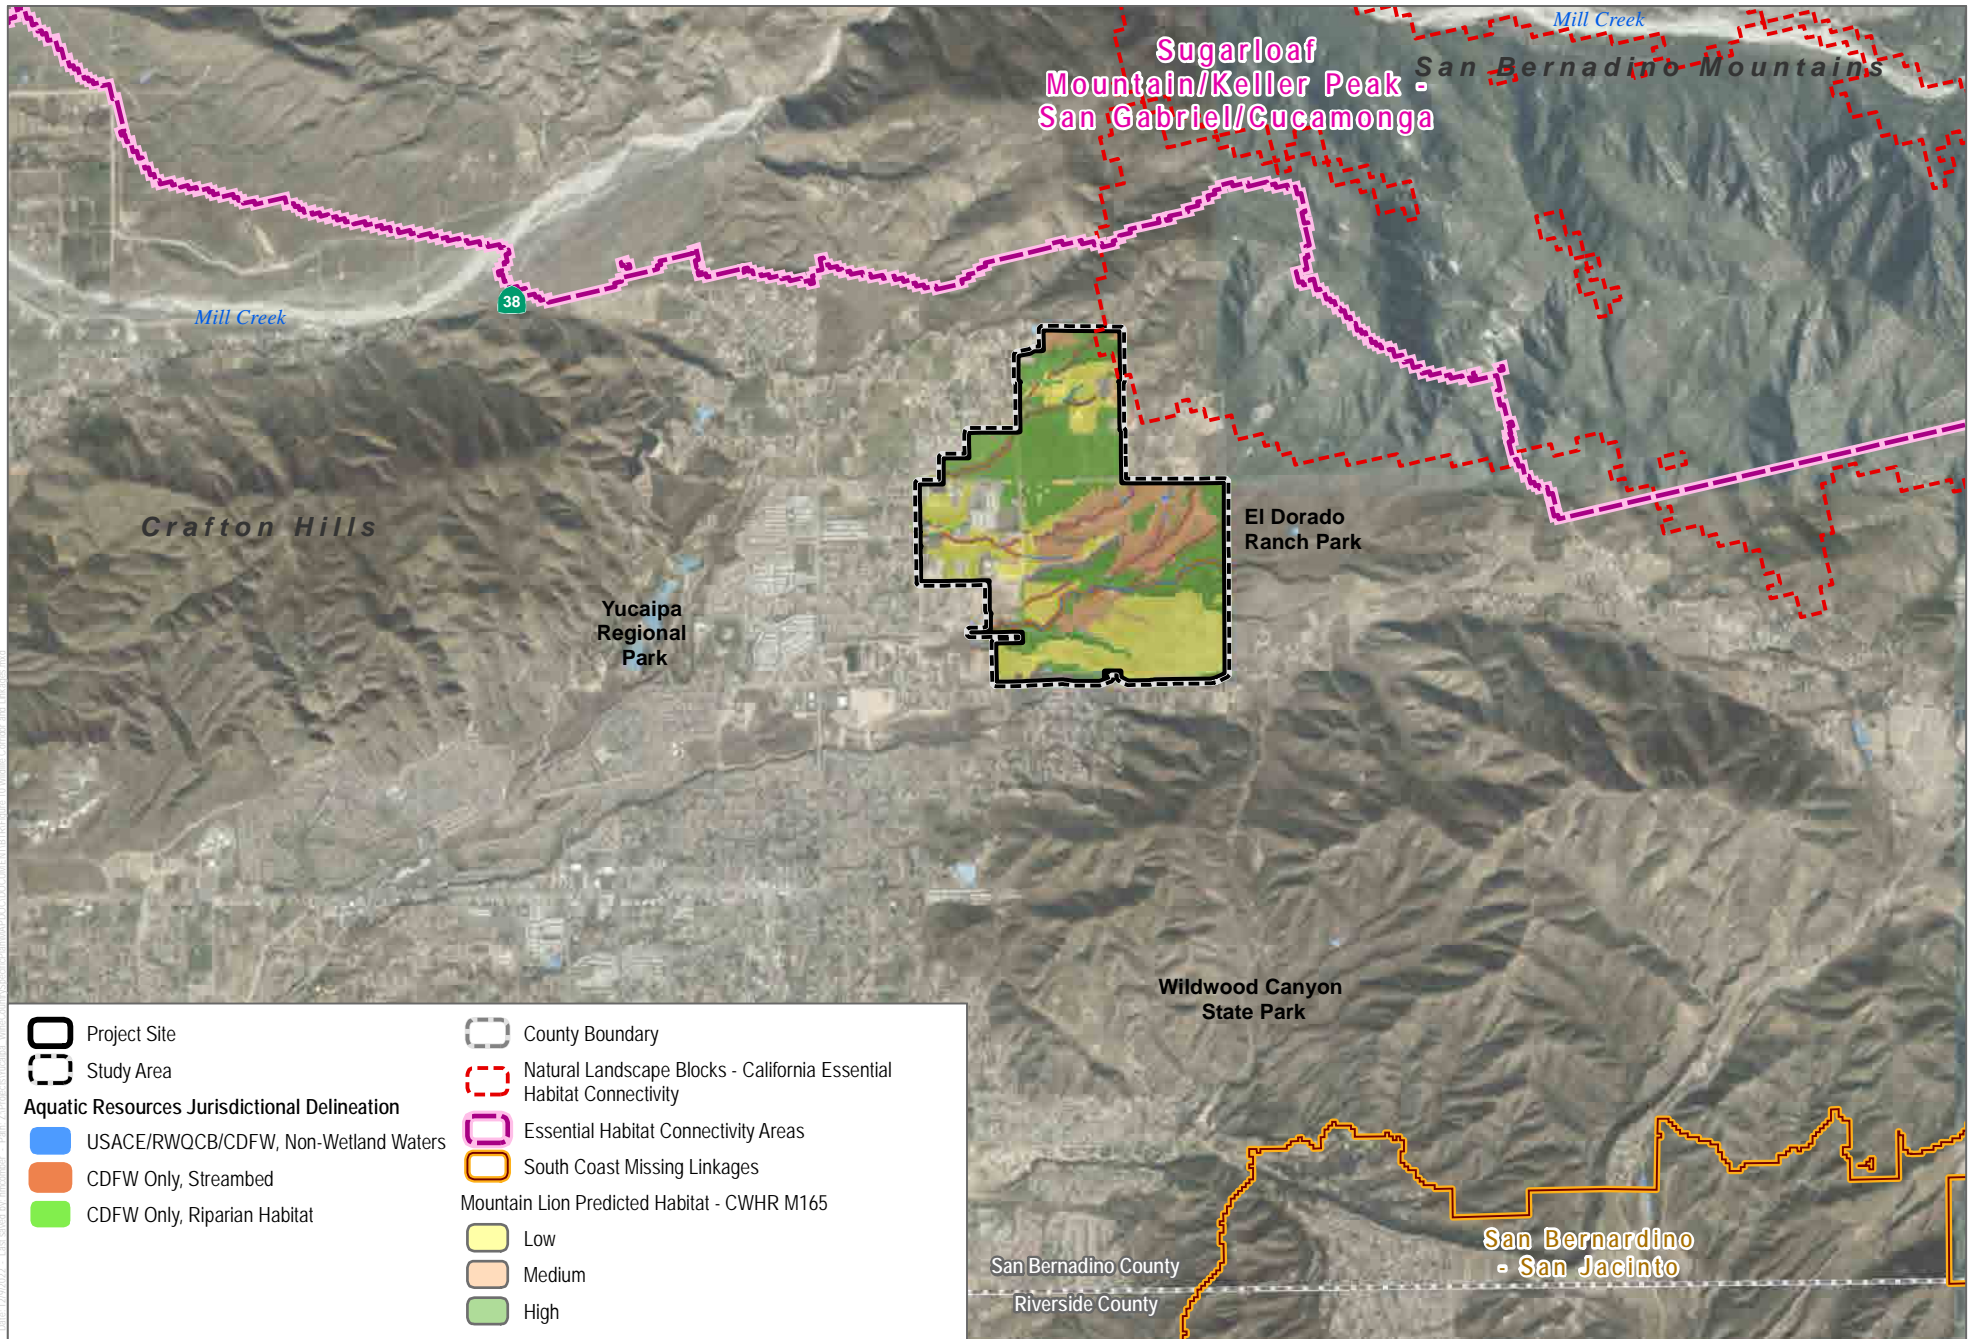 Mill Creek
Sugarloaf
Mountain/Keller Peak -
San Gabriel/Cucamonga
San Bernadino Mountains
38
Mill Creek
Crafton Hills
El Dorado
Ranch Park
Yucaipa
Regional
Park
Wildwood Canyon
State Park
San Bernardino
- San Jacinto
San Bernadino County
Riverside County
Project Site
Study Area
Aquatic Resources Jurisdictional Delineation
USACE/RWQCB/CDFW, Non-Wetland Waters
CDFW Only, Streambed
CDFW Only, Riparian Habitat
County Boundary
Natural Landscape Blocks - California Essential
Habitat Connectivity
Essential Habitat Connectivity Areas
South Coast Missing Linkages
Mountain Lion Predicted Habitat - CWHR M165
Low
Medium
High